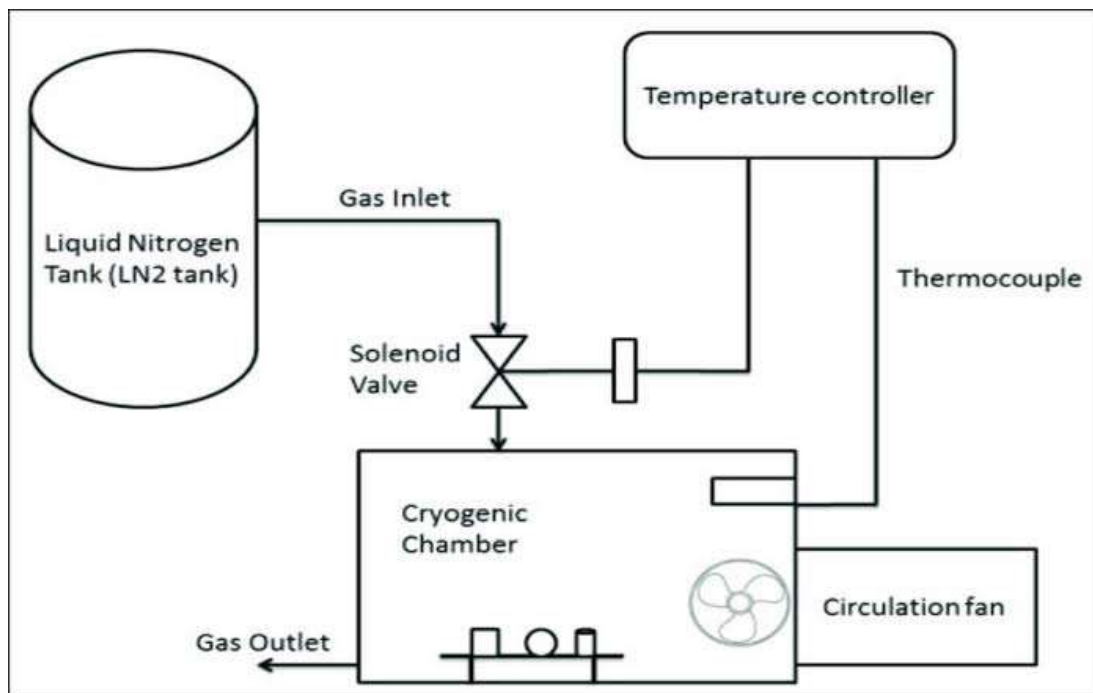 Temperature controller
Gas Inlet
Liquid Nitrogen
Tank (LN2 tank)
Thermocouple
Solenoid
Valve
Cryogenic
Chamber
Circulation fan
Gas Outlet